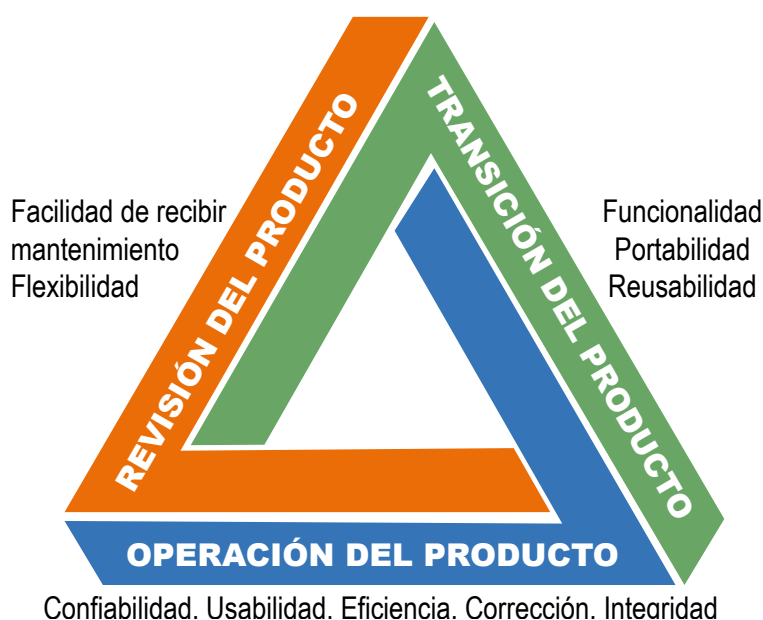 REVISIÓN DEL PRODUCTO
TRANSICIÓN DEL PRODUCTO
Facilidad de recibir
mantenimiento
Flexibilidad
Funcionalidad
Portabilidad
Reusabilidad
OPERACIÓN DEL PRODUCTO
Confiabilidad, Usabilidad, Eficiencia, Corrección, Integridad